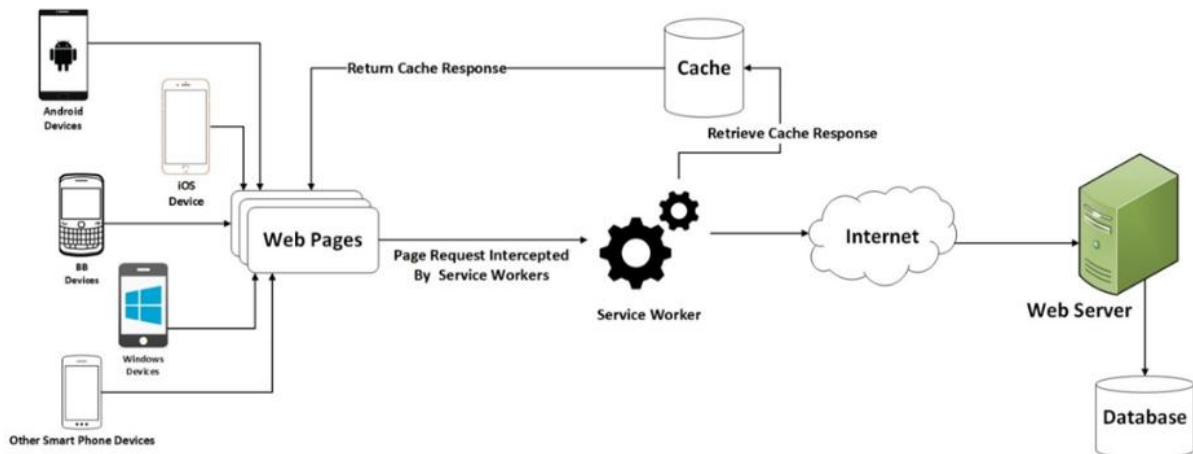 Android
Devices
iOS
Device
BB
Devices
Windows
Devices
Other Smart Phone Devices
Web Pages
Return Cache Response
Page Request Intercepted
By Service Workers
Cache
Retrieve Cache Response
Service Worker
Internet
Web Server
Database